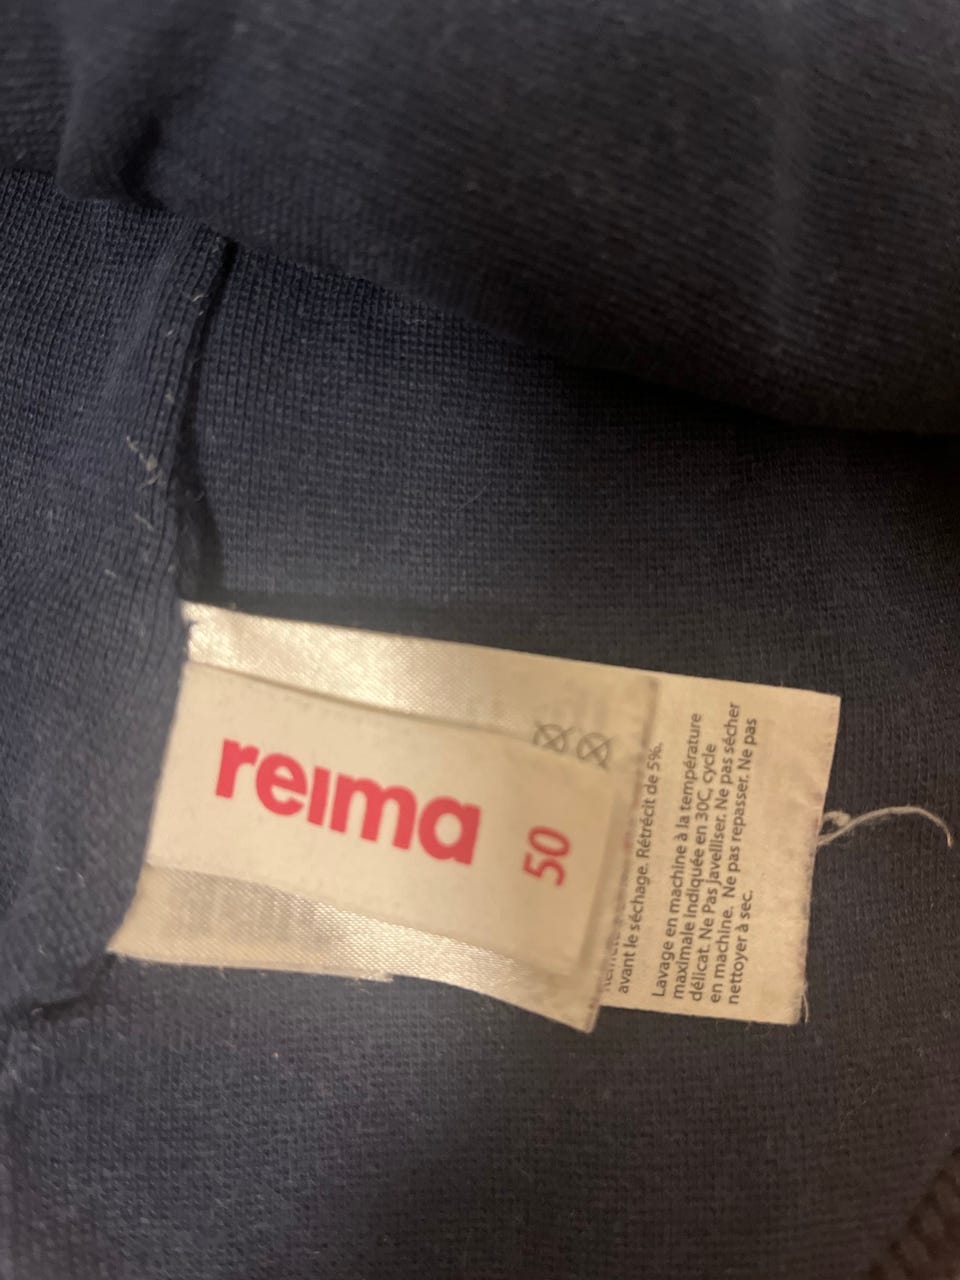 reima
50
avant le séchage. Rétrécit de 5%.
Lavage en machine à la température
maximale indiquée en 30C, cycle
délicat. Ne Pas javelliser. Ne pas sécher
en machine. Ne pas repasser. Ne pas
nettoyer à sec.